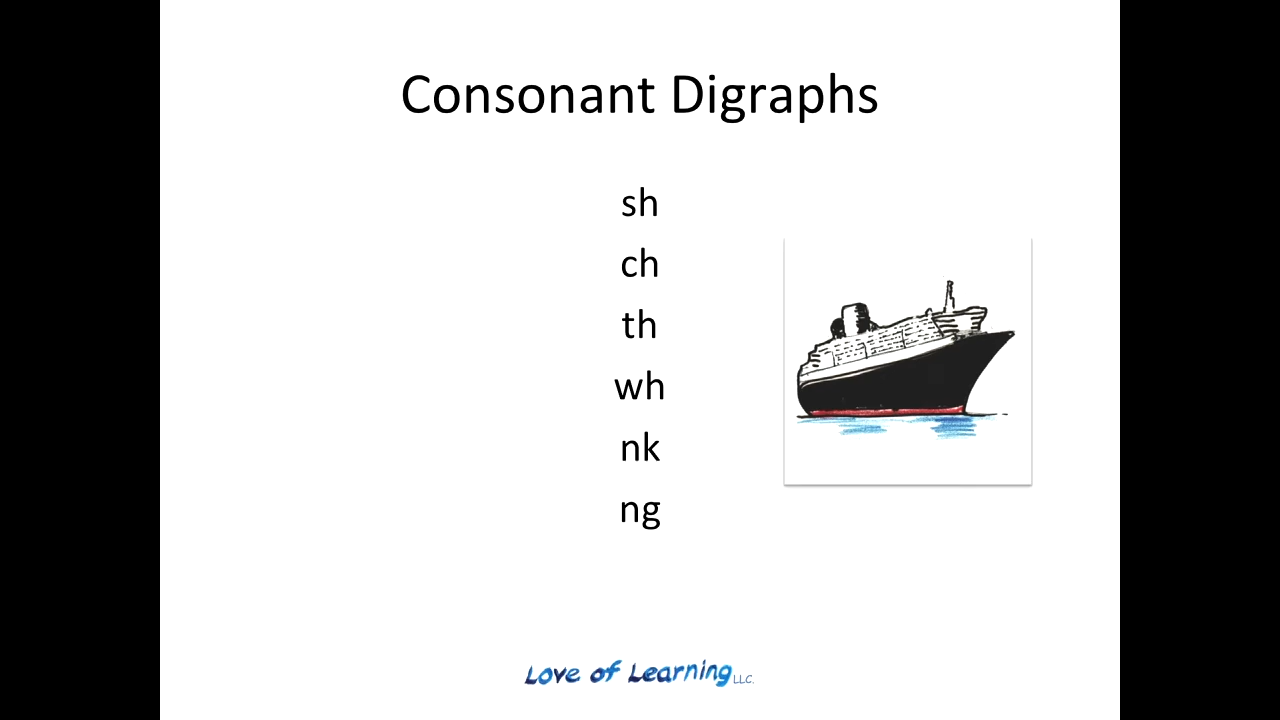 Consonant Digraphs
sh
ch
th
wh
nk
ng
Love of Learning LLC.